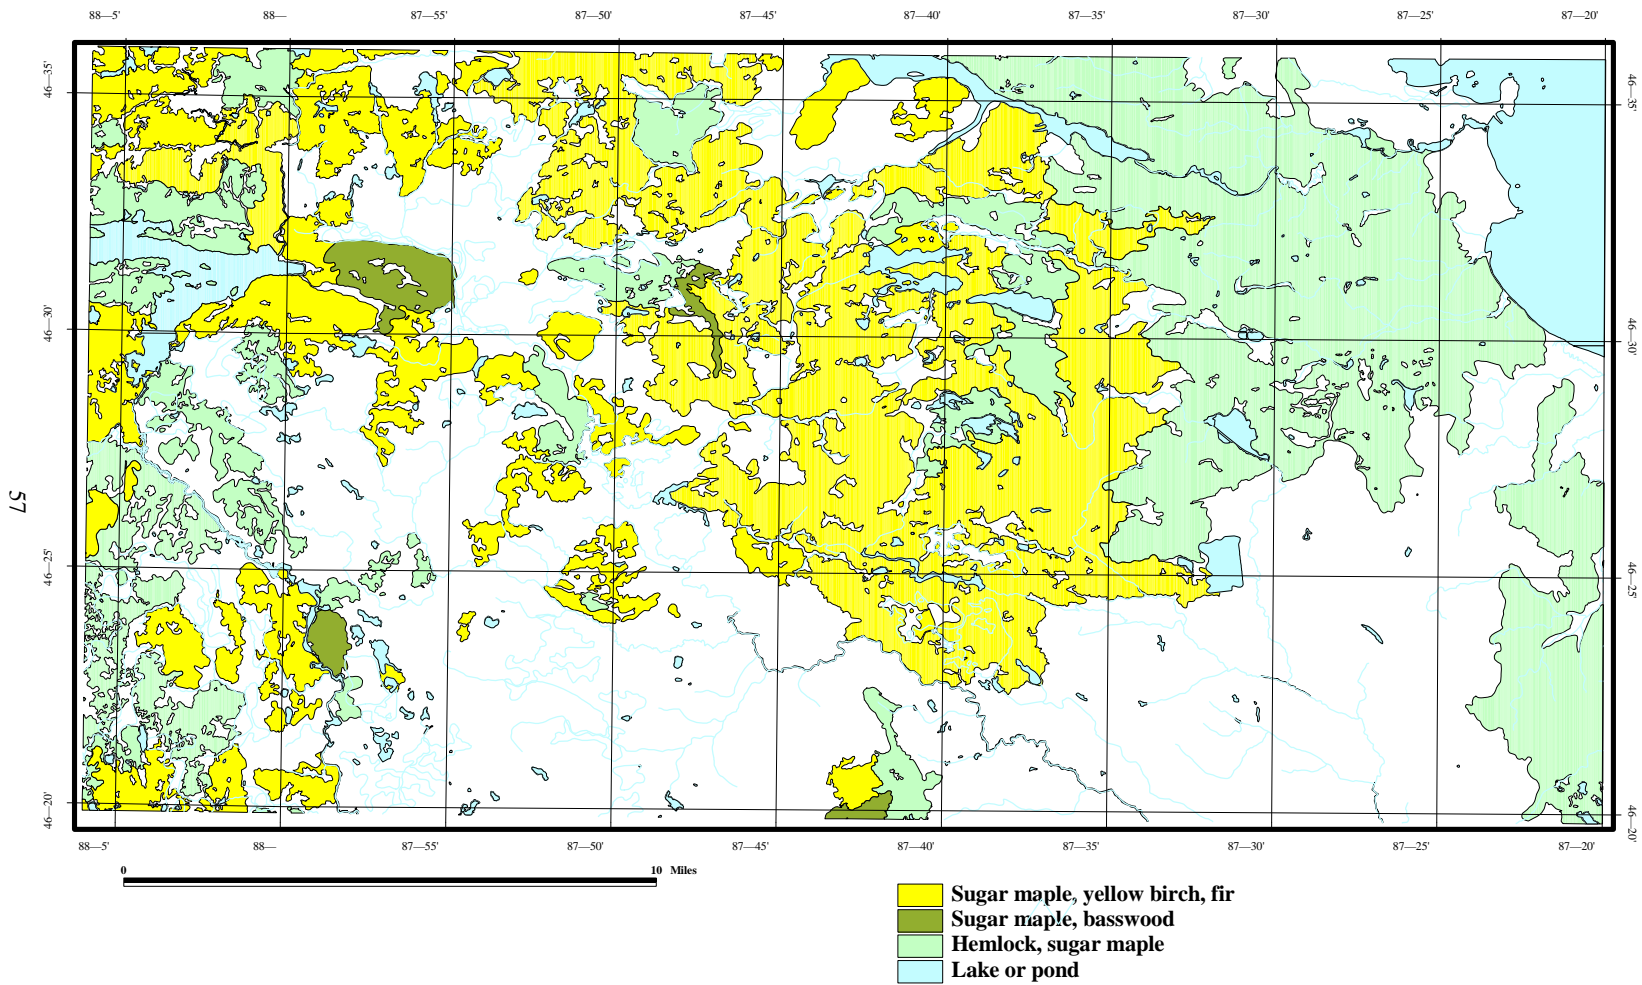 88—5' 88— 87—55' 87—50' 87—45' 87—40' 87—35' 87—30' 87—25' 87—20'
46—35' 46—35'
46—30' 46—30'
57
46—25' 46—25'
46—20' 46—20'
88—5' 88— 87—55' 87—50' 87—45' 87—40' 87—35' 87—30' 87—25' 87—20'
0 10 Miles
Sugar maple, yellow birch, fir
Sugar maple, basswood
Hemlock, sugar maple
Lake or pond